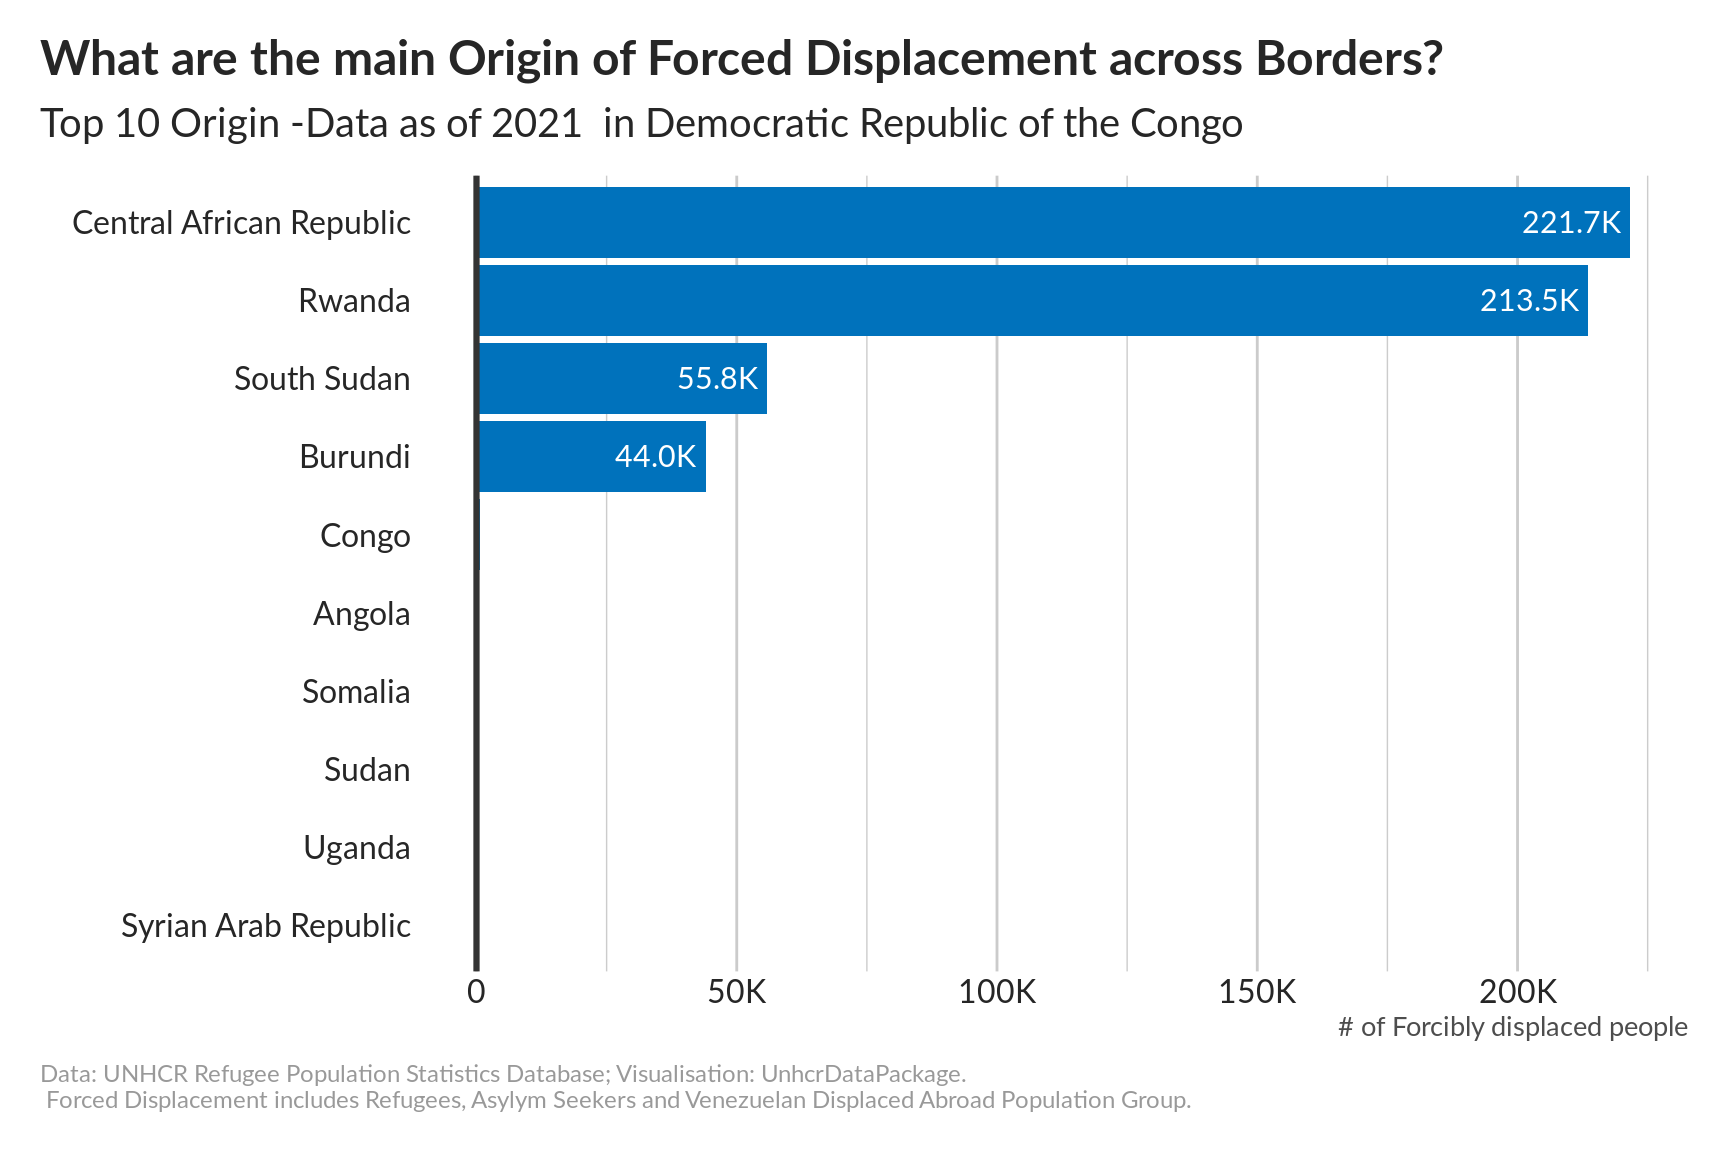 What are the main Origin of Forced Displacement across Borders?
Top 10 Origin -Data as of 2021  in Democratic Republic of the Congo
Central African Republic
221.7K
Rwanda
213.5K
South Sudan
55.8K
Burundi
44.0K
Congo
Angola
Somalia
Sudan
Uganda
Syrian Arab Republic
0 50K 100K 150K 200K
# of Forcibly displaced people
Data: UNHCR Refugee Population Statistics Database; Visualisation: UnhcrDataPackage.
Forced Displacement includes Refugees, Asylym Seekers and Venezuelan Displaced Abroad Population Group.